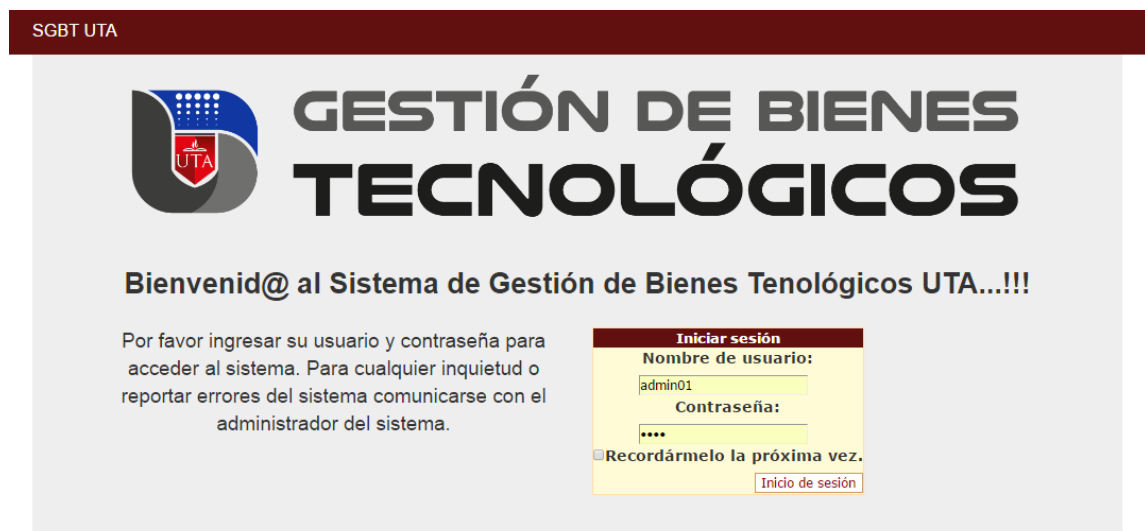 SGBT UTA
UTA
GESTIÓN DE BIENES
TECNOLÓGICOS
Bienvenid@ al Sistema de Gestión de Bienes Tenológicos UTA...!!!
Por favor ingresar su usuario y contraseña para
acceder al sistema. Para cualquier inquietud o
reportar errores del sistema comunicarse con el
administrador del sistema.
Iniciar sesión
Nombre de usuario:
admin01
Contraseña:
••••
Recordármelo la próxima vez.
Inicio de sesión